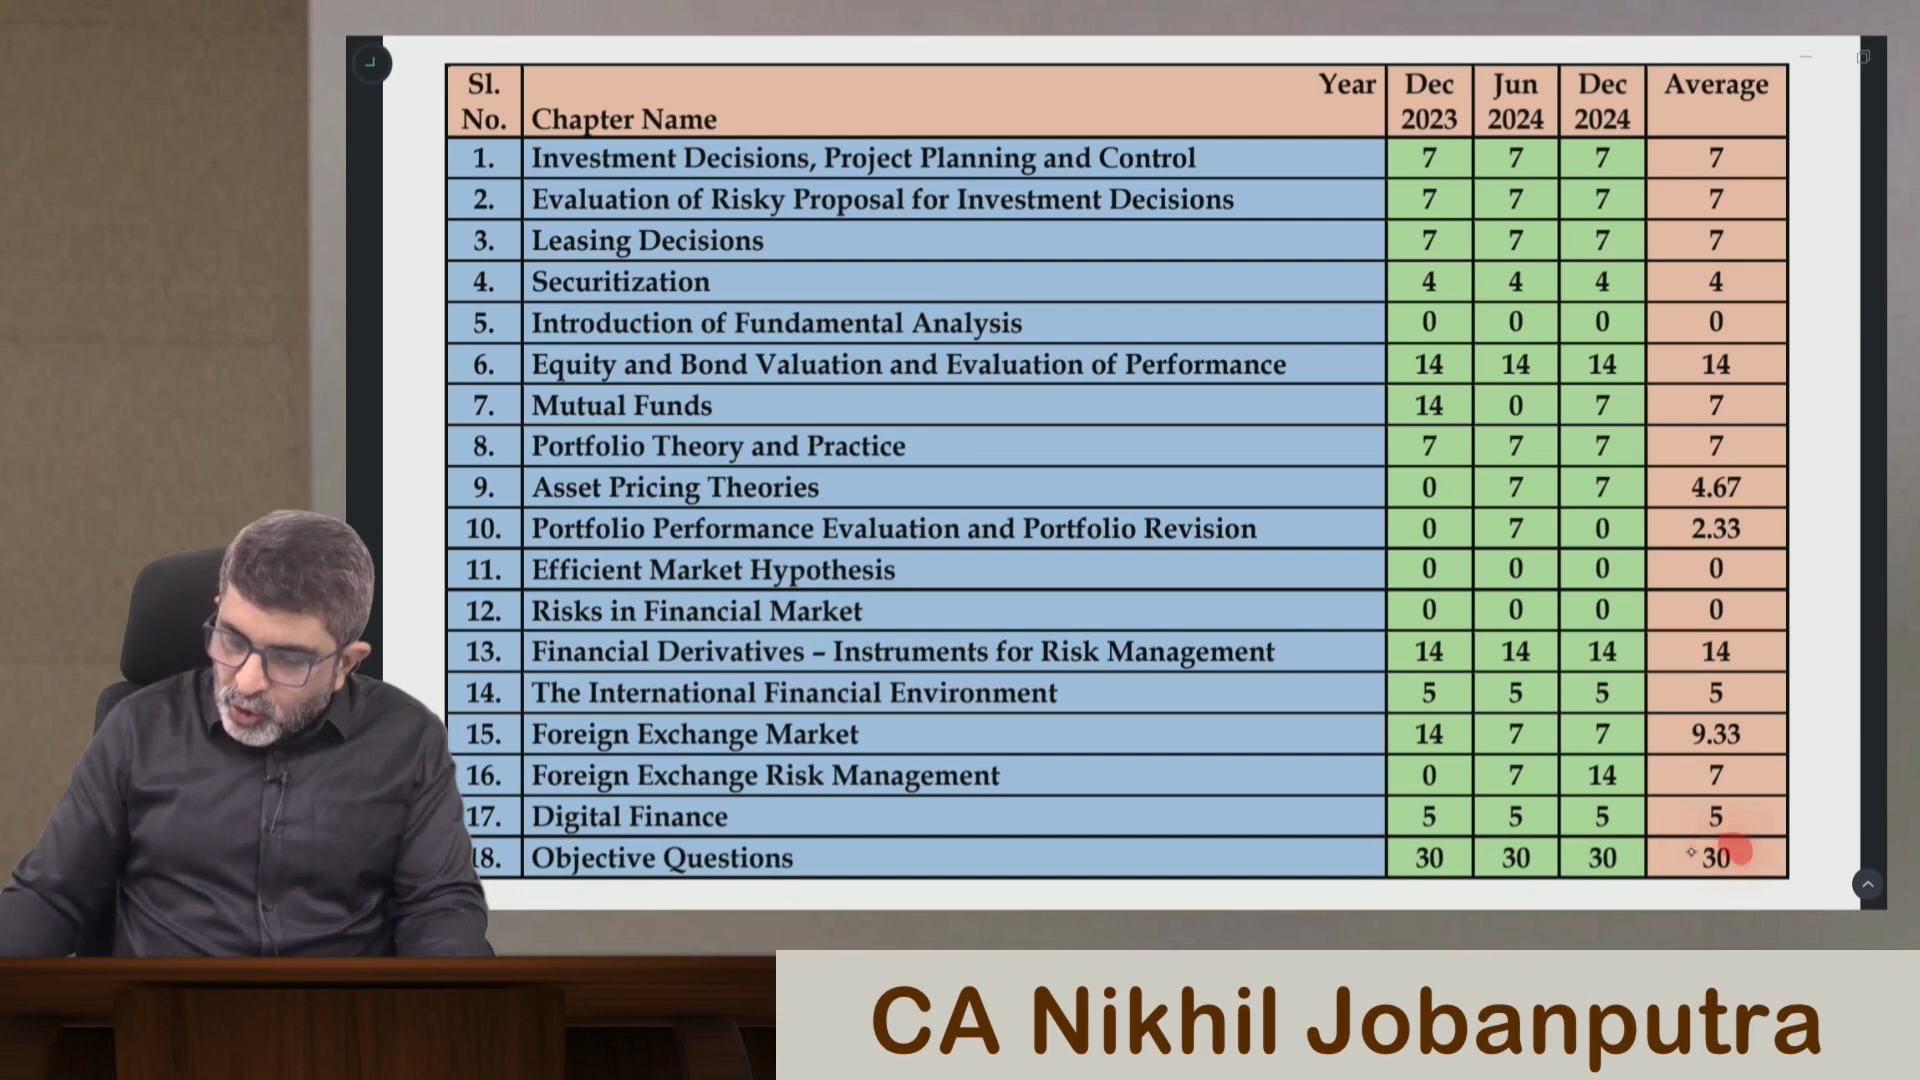 Sl. No. Chapter Name Year Dec 2023 Jun 2024 Dec 2024 Average
1. Investment Decisions, Project Planning and Control 7 7 7 7
2. Evaluation of Risky Proposal for Investment Decisions 7 7 7 7
3. Leasing Decisions 7 7 7 7
4. Securitization 4 4 4 4
5. Introduction of Fundamental Analysis 0 0 0 0
6. Equity and Bond Valuation and Evaluation of Performance 14 14 14 14
7. Mutual Funds 14 0 7 7
8. Portfolio Theory and Practice 7 7 7 7
9. Asset Pricing Theories 0 7 7 4.67
10. Portfolio Performance Evaluation and Portfolio Revision 0 7 0 2.33
11. Efficient Market Hypothesis 0 0 0 0
12. Risks in Financial Market 0 0 0 0
13. Financial Derivatives – Instruments for Risk Management 14 14 14 14
14. The International Financial Environment 5 5 5 5
15. Foreign Exchange Market 14 7 7 9.33
16. Foreign Exchange Risk Management 0 7 14 7
17. Digital Finance 5 5 5 5
18. Objective Questions 30 30 30 30
CA Nikhil Jobanputra